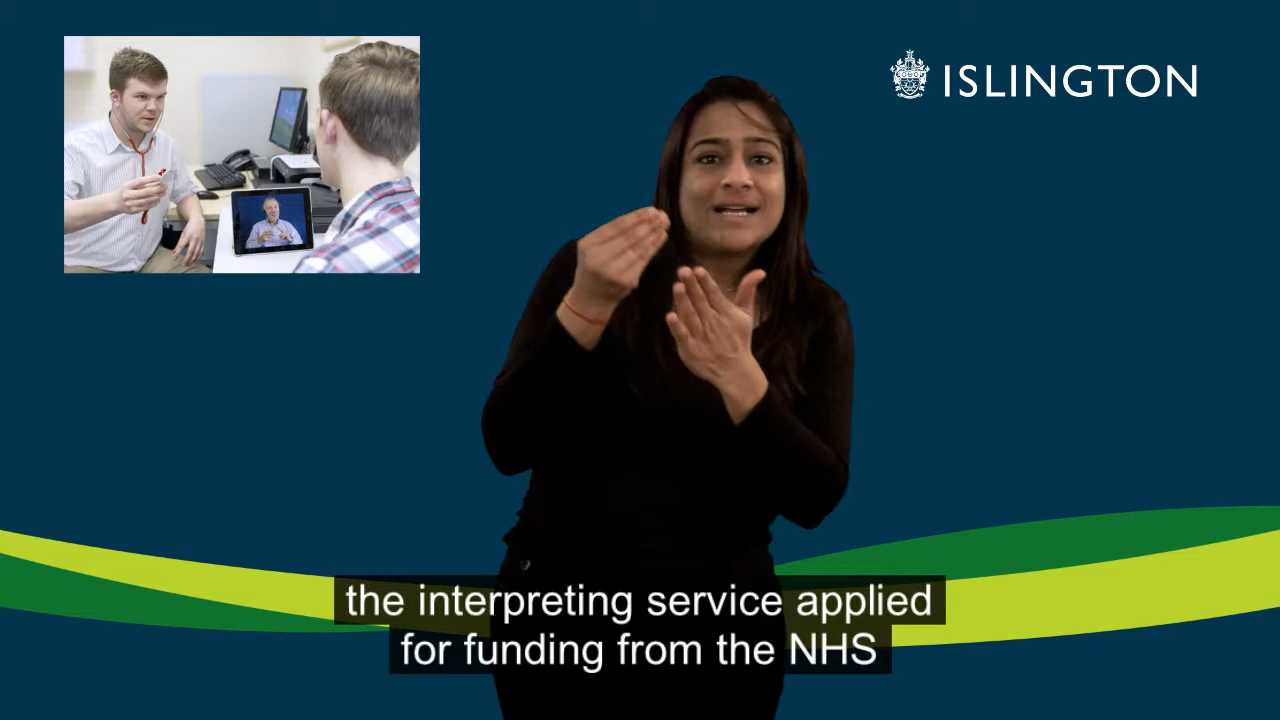 ISLINGTON
the interpreting service applied
for funding from the NHS